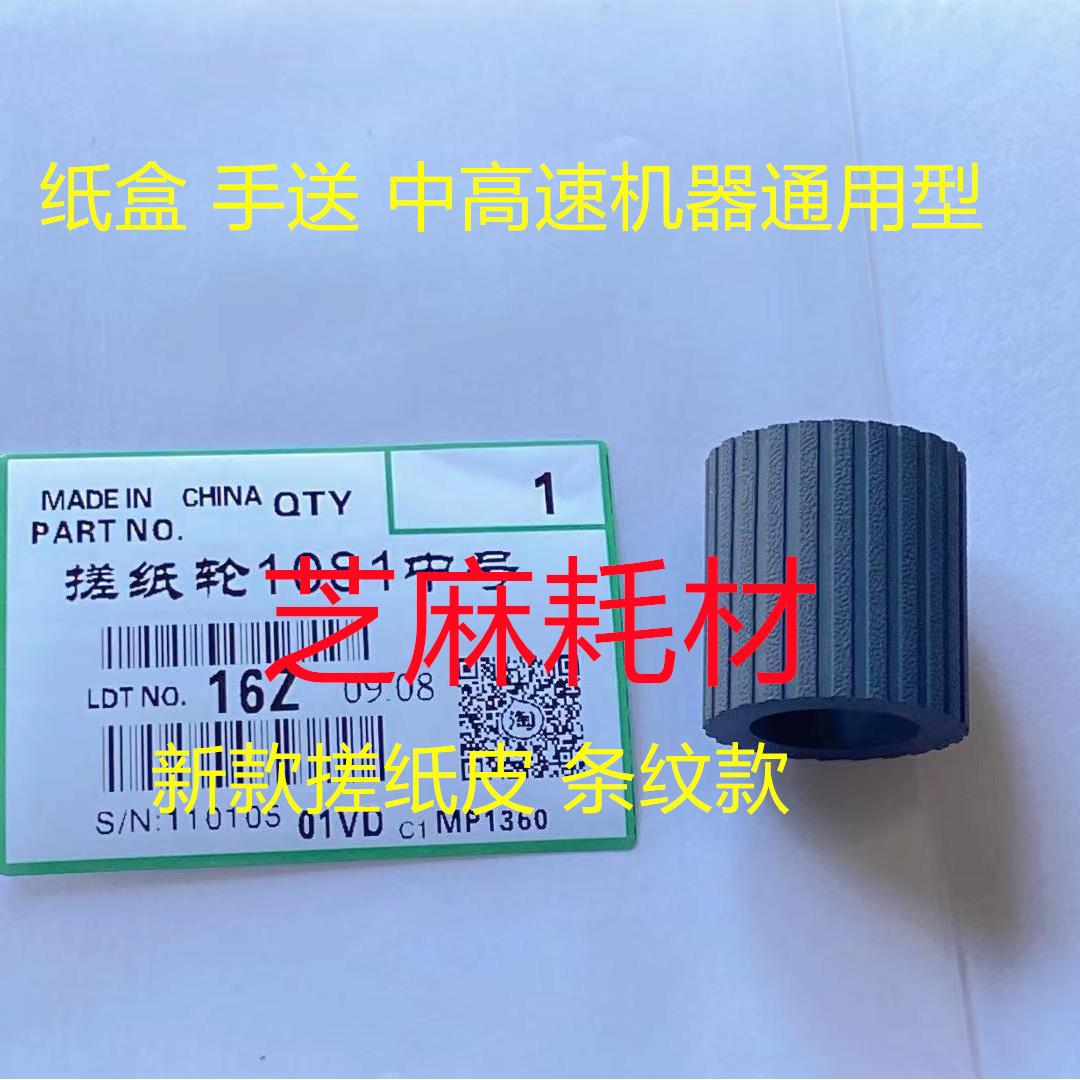 纸盒 手送 中高速机器通用型
MADE IN CHINA QTY 1
PART NO.
搓纸轮1081中号
芝麻耗材
LDT NO. 16Z 09.08
淘
新款搓纸皮 条纹款
S/N:110105 01VD C1 MP1360